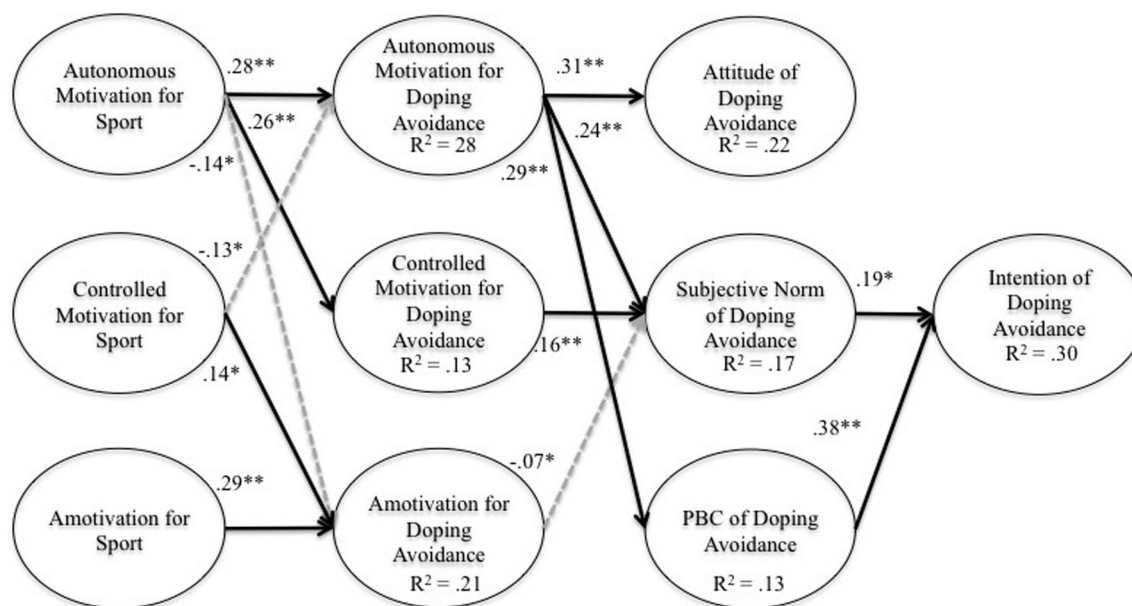 Autonomous
Motivation for
Sport
.28**
.26**
-.14*
Autonomous
Motivation for
Doping
Avoidance
R² = 28
.31**
.24**
.29**
Attitude of
Doping
Avoidance
R² = .22
Controlled
Motivation for
Sport
-.13*
.14*
Controlled
Motivation for
Doping
Avoidance
R² = .13
.16**
Subjective Norm
of Doping
Avoidance
R² = .17
.19*
Intention of
Doping
Avoidance
R² = .30
Amotivation for
Sport
.29**
Amotivation for
Doping
Avoidance
R² = .21
-.07*
PBC of Doping
Avoidance
R² = .13
.38**